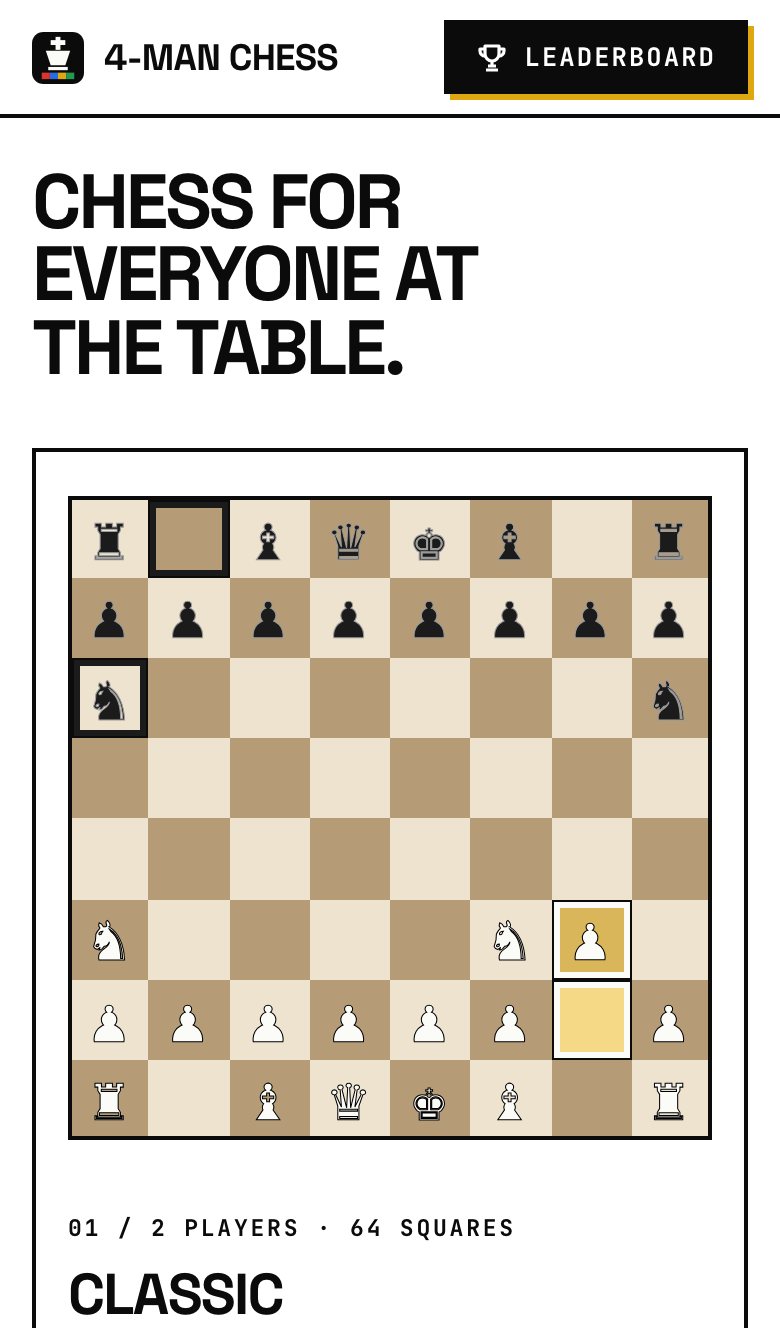 4-MAN CHESS
LEADERBOARD
CHESS FOR
EVERYONE AT
THE TABLE.
01 / 2 PLAYERS · 64 SQUARES
CLASSIC